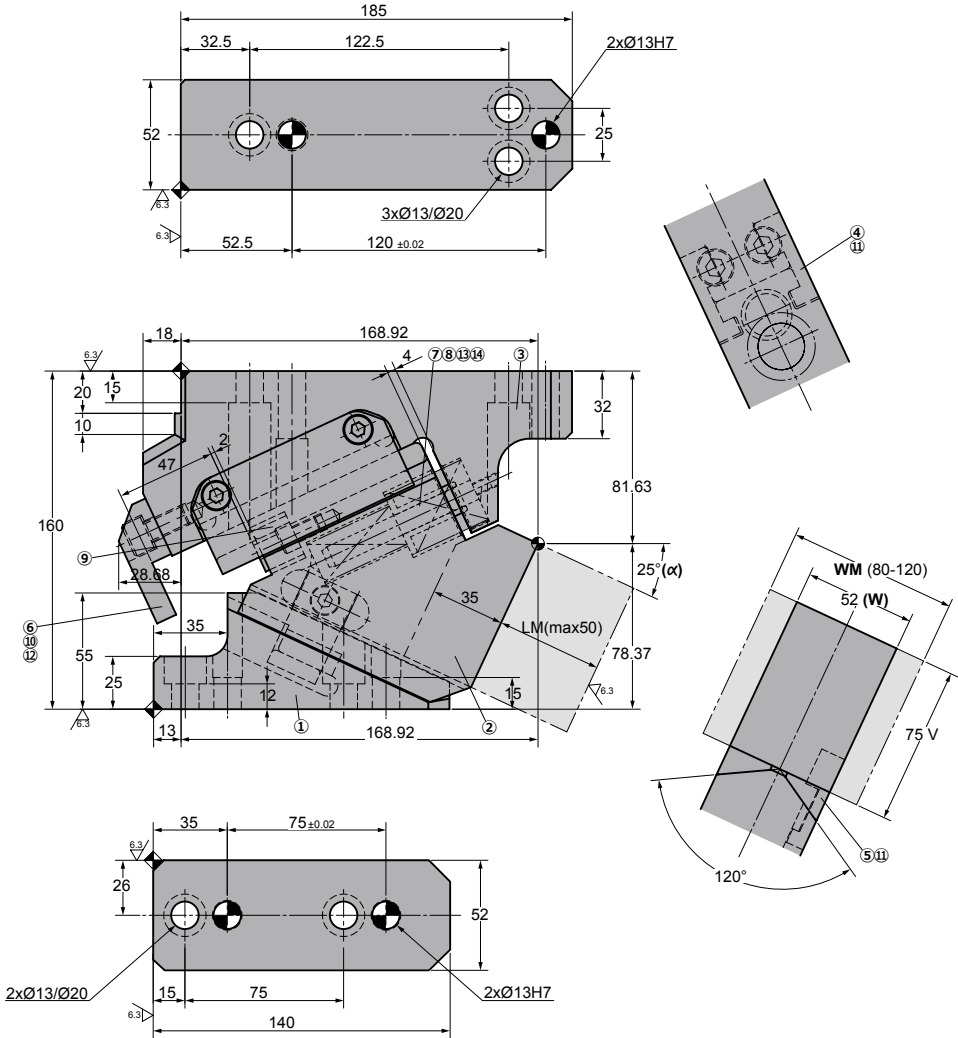 185
32.5 122.5 2xØ13H7
52 25
6.3
6.3 3xØ13/Ø20
52.5 120 ±0.02
④
⑪
18 168.92
6.3 4 ⑦⑧⑬⑭ ③
20 15 32
10
2
47
81.63
160
⑨
WM (80-120)
28.68 25°(α) 52 (W)
35
⑥ 35 LM(max50)
⑩
⑫ 55 78.37
25 12 15 6.3 75 V
6.3 ① ②
13 168.92
⑤⑪
120°
35 75±0.02
6.3
26 52
2xØ13/Ø20 15 75 2xØ13H7
6.3
140